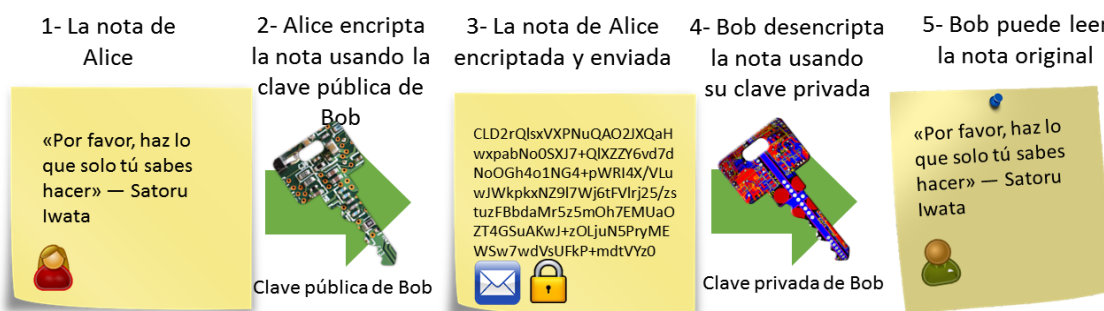 1- La nota de
Alice
«Por favor, haz lo
que solo tú sabes
hacer» — Satoru
Iwata
2- Alice encripta
la nota usando la
clave pública de
Bob
Clave pública de Bob
3- La nota de Alice
encriptada y enviada
CLD2rQlsxVXPNuQAO2JXQaH
wxpabNo0SXJ7+QlXZZY6vd7d
NoOGh4o1NG4+pWRI4X/VLu
wJWkpkxNZ9l7Wj6tFVlrj25/zs
tuzFBbdaMr5z5mOh7EMUaO
ZT4GSuAKwJ+zOLjuN5PryME
WSw7wdVsUFkP+mdtVYz0
4- Bob desencripta
la nota usando
su clave privada
Clave privada de Bob
5- Bob puede leer
la nota original
«Por favor, haz lo
que solo tú sabes
hacer» — Satoru
Iwata